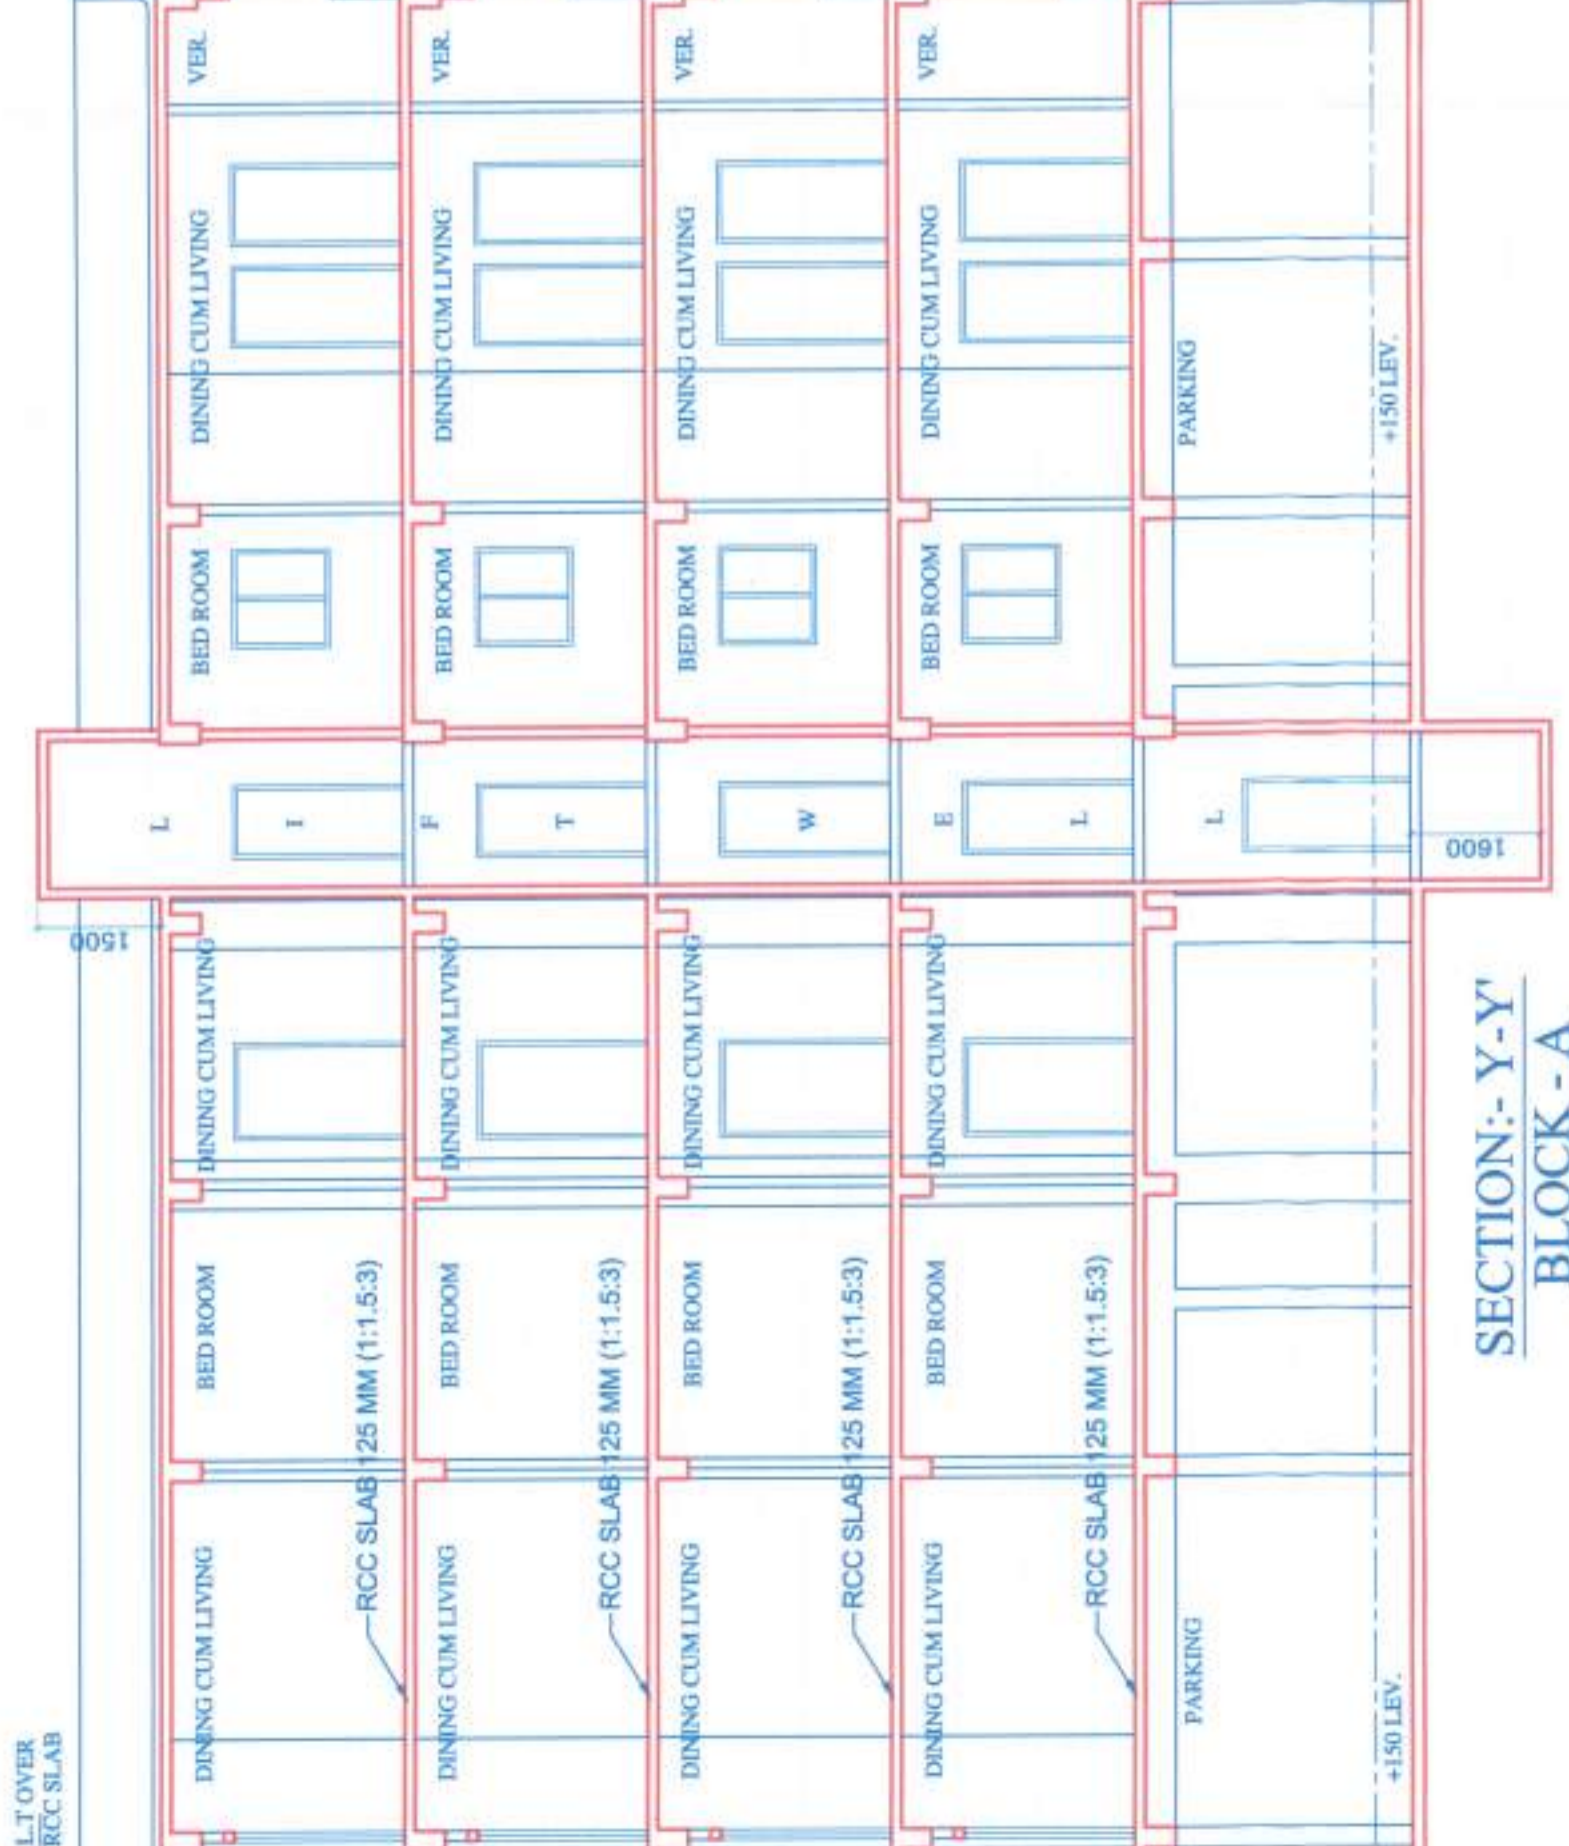 L.T OVER
RCC SLAB
1500
L
DINING CUM LIVING BED ROOM DINING CUM LIVING BED ROOM DINING CUM LIVING VER.
I
RCC SLAB 125 MM (1:1.5:3)
F
DINING CUM LIVING BED ROOM DINING CUM LIVING BED ROOM DINING CUM LIVING VER.
T
RCC SLAB 125 MM (1:1.5:3)
DINING CUM LIVING BED ROOM DINING CUM LIVING BED ROOM DINING CUM LIVING VER.
W
RCC SLAB 125 MM (1:1.5:3)
DINING CUM LIVING BED ROOM DINING CUM LIVING E BED ROOM DINING CUM LIVING VER.
L
RCC SLAB 125 MM (1:1.5:3)
PARKING L PARKING
+150 LEV. +150 LEV.
1600
SECTION:- Y-Y'
BLOCK - A